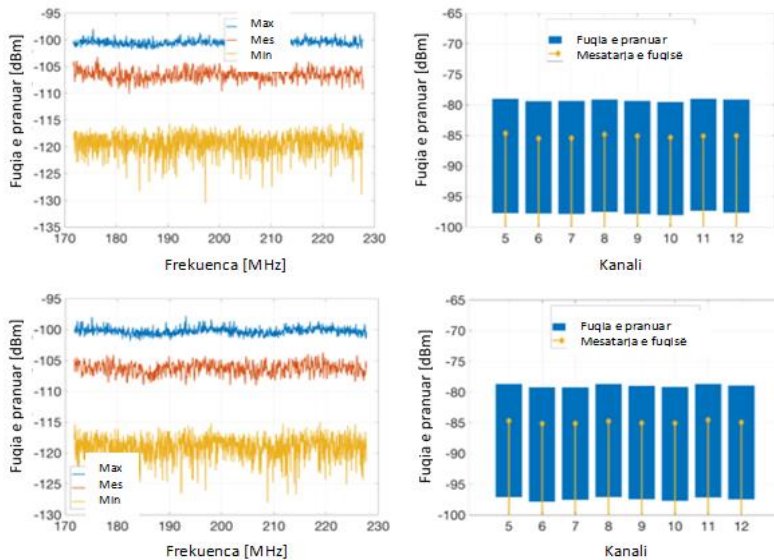 Fuqia e pranuar [dBm]
-95
-100
-105
-110
-115
-120
-125
-130
-135
Max
Mes
Min
170 180 190 200 210 220 230
Frekuenca [MHz]
Fuqia e pranuar [dBm]
-65
-70
-75
-80
-85
-90
-95
-100
Fuqia e pranuar
Mesatarja e fuqisë
5 6 7 8 9 10 11 12
Kanali
Fuqia e pranuar [dBm]
-95
-100
-105
-109
-115
-120
-125
-130
Max
Mes
Min
170 180 190 200 210 220 230
Frekuenca [MHz]
Fuqia e pranuar [dBm]
-65
-70
-75
-80
-85
-90
-95
-100
Fuqia e pranuar
Mesatarja e fuqisë
5 6 7 8 9 10 11 12
Kanali